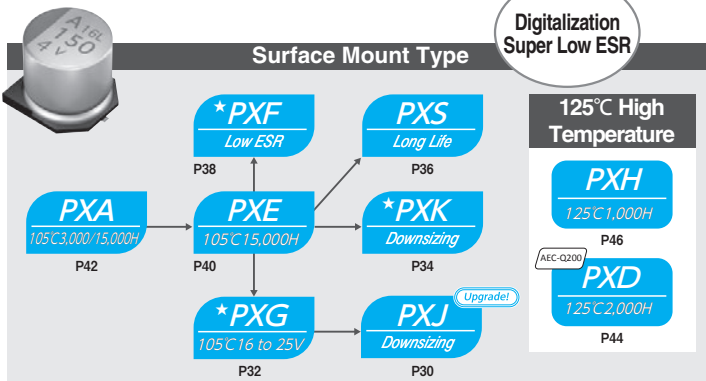 Digitalization
Super Low ESR
Surface Mount Type
A16L
150
4 V
★PXF
Low ESR
P38
PXS
Long Life
P36
125℃ High
Temperature
PXH
125℃1,000H
P46
PXA
105℃3,000/15,000H
P42
PXE
105℃15,000H
P40
★PXK
Downsizing
P34
AEC-Q200
PXD
125℃2,000H
P44
★PXG
105℃16 to 25V
P32
Upgrade!
PXJ
Downsizing
P30